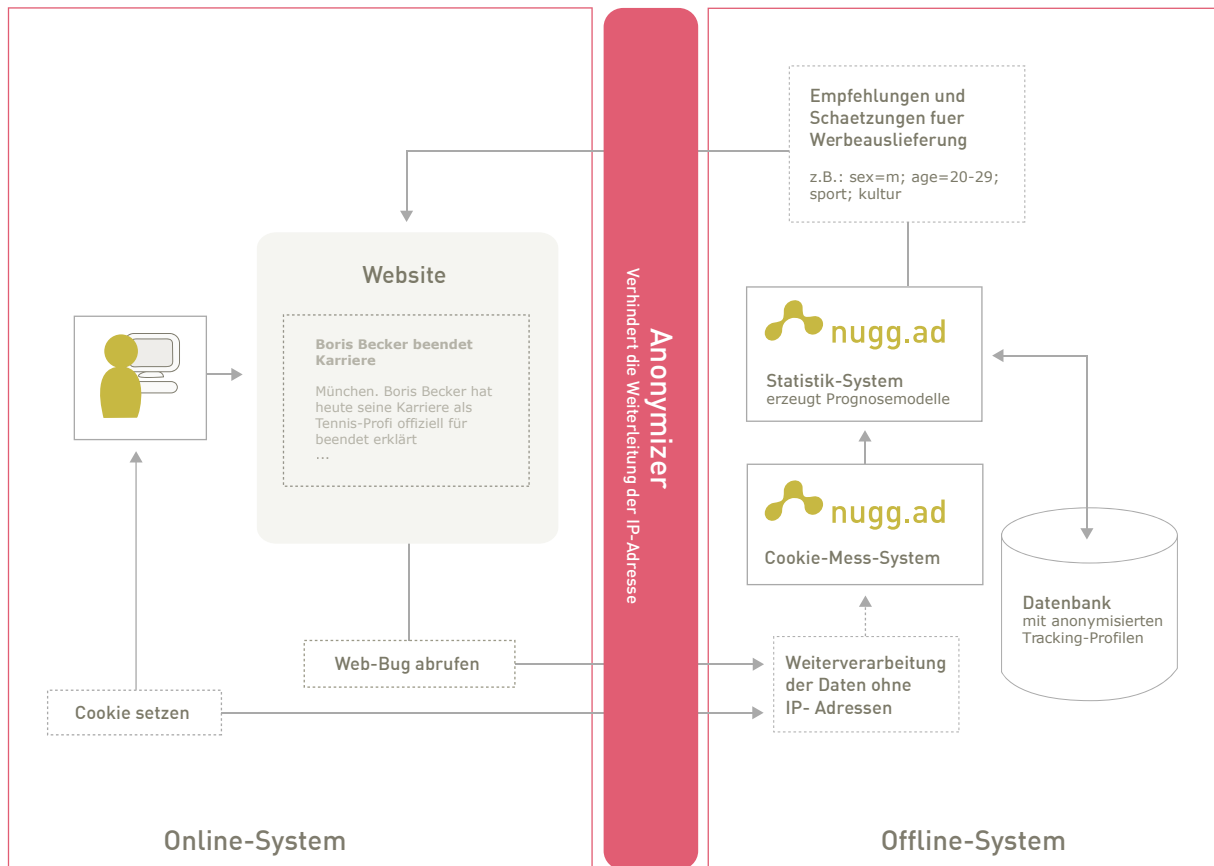 Empfehlungen und
Schaetzungen fuer
Werbeauslieferung
z.B.: sex=m; age=20-29;
sport; kultur
Website
Boris Becker beendet
Karriere
München. Boris Becker hat
heute seine Karriere als
Tennis-Profi offiziell für
beendet erklärt
...
Anonymizer
Verhindert die Weiterleitung der IP-Adresse
nugg.ad
Statistik-System
erzeugt Prognosemodelle
nugg.ad
Cookie-Mess-System
Datenbank
mit anonymisierten
Tracking-Profilen
Web-Bug abrufen
Weiterverarbeitung
der Daten ohne
IP- Adressen
Cookie setzen
Online-System
Offline-System